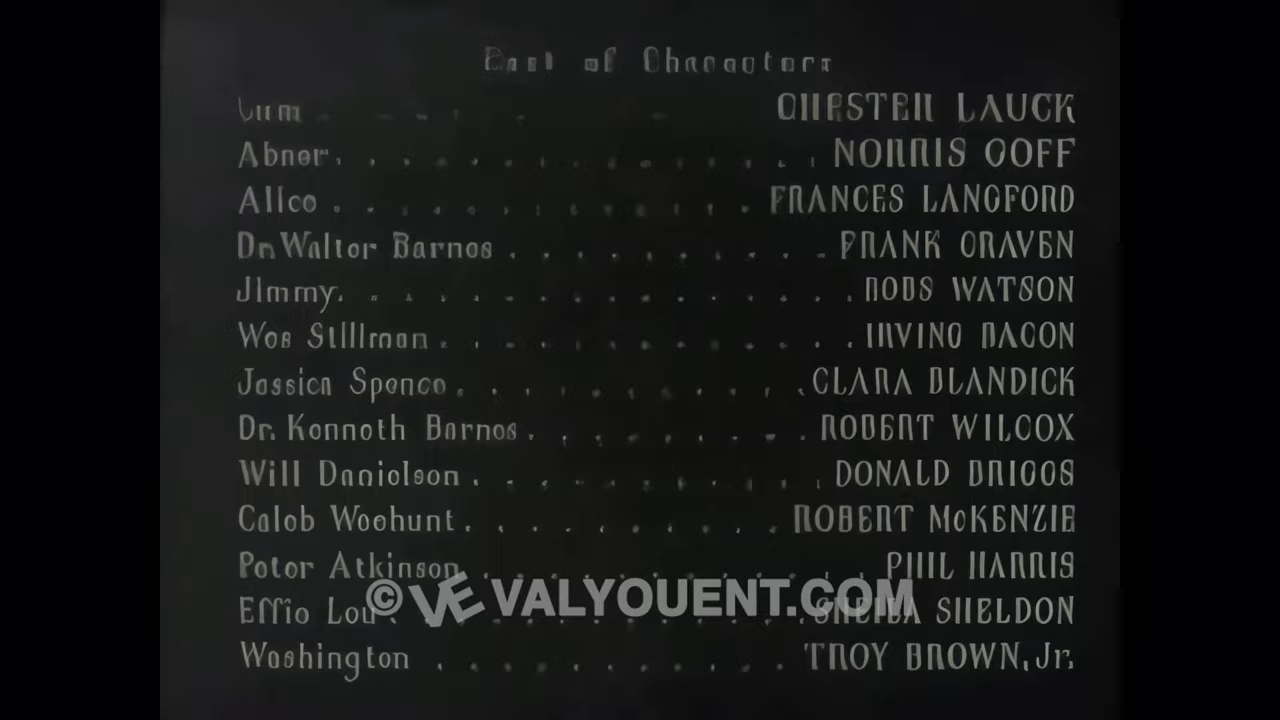 Cast of Characters
Lum CHESTER LAUCK
Abner. . . . . . . . . . . . . NORRIS GOFF
Alice . . . . . . . . . . . . FRANCES LANGFORD
Dr. Walter Barnes . . . . . . . . . FRANK CRAVEN
Jimmy. . . . . . . . . . . . . . BOBS WATSON
Wes Stillman . . . . . . . . . . . IRVING BACON
Jessica Spence . . . . . . . . . . CLARA BLANDICK
Dr. Kenneth Barnes . . . . . . . . ROBERT WILCOX
Will Danielson . . . . . . . . . . DONALD BRIGGS
Caleb Weehunt . . . . . . . . . . ROBERT McKENZIE
Peter Atkinson . . . . . . . . . . PHIL HARRIS
© VE VALYOUENT.COM
Effie Lou . . . . . . . . . . . . SHEILA SHELDON
Washington . . . . . . . . . . . TROY BROWN, Jr.